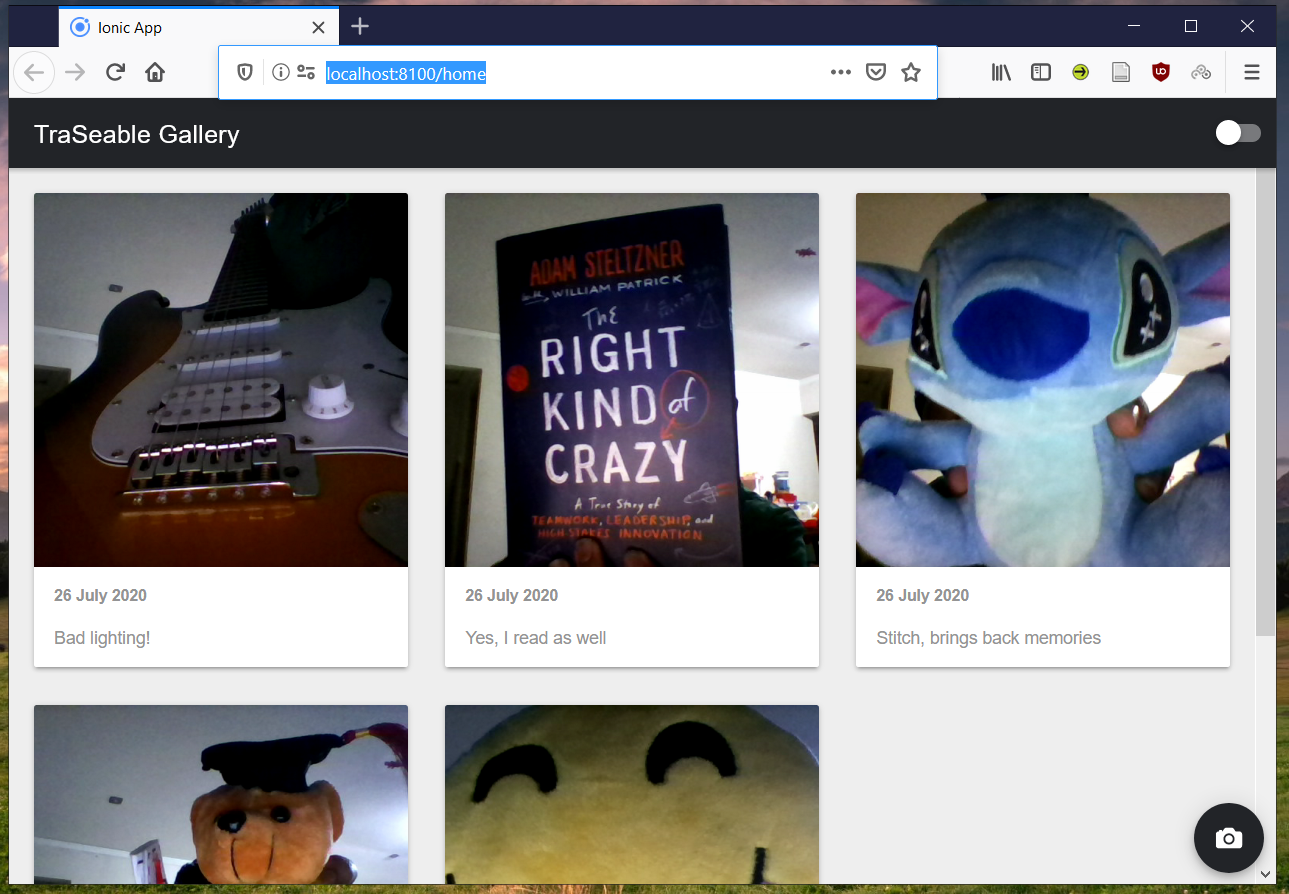 Ionic App
localhost:8100/home
TraSeable Gallery
ADAM STELTZNER
WILLIAM PATRICK
The
RIGHT
KIND of
CRAZY
A True Story of
TEAMWORK, LEADERSHIP, and
HIGH-STAKES INNOVATION
26 July 2020
Bad lighting!
26 July 2020
Yes, I read as well
26 July 2020
Stitch, brings back memories